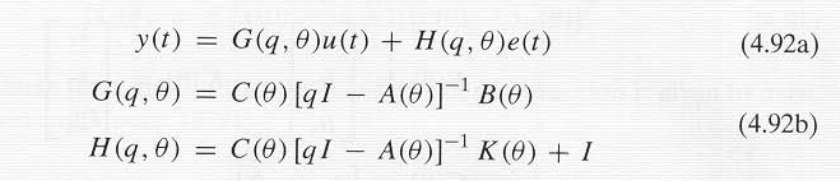 y(t) = G(q, θ)u(t) + H(q, θ)e(t) (4.92a)
G(q, θ) = C(θ) [qI − A(θ)]⁻¹ B(θ)
(4.92b)
H(q, θ) = C(θ) [qI − A(θ)]⁻¹ K(θ) + I